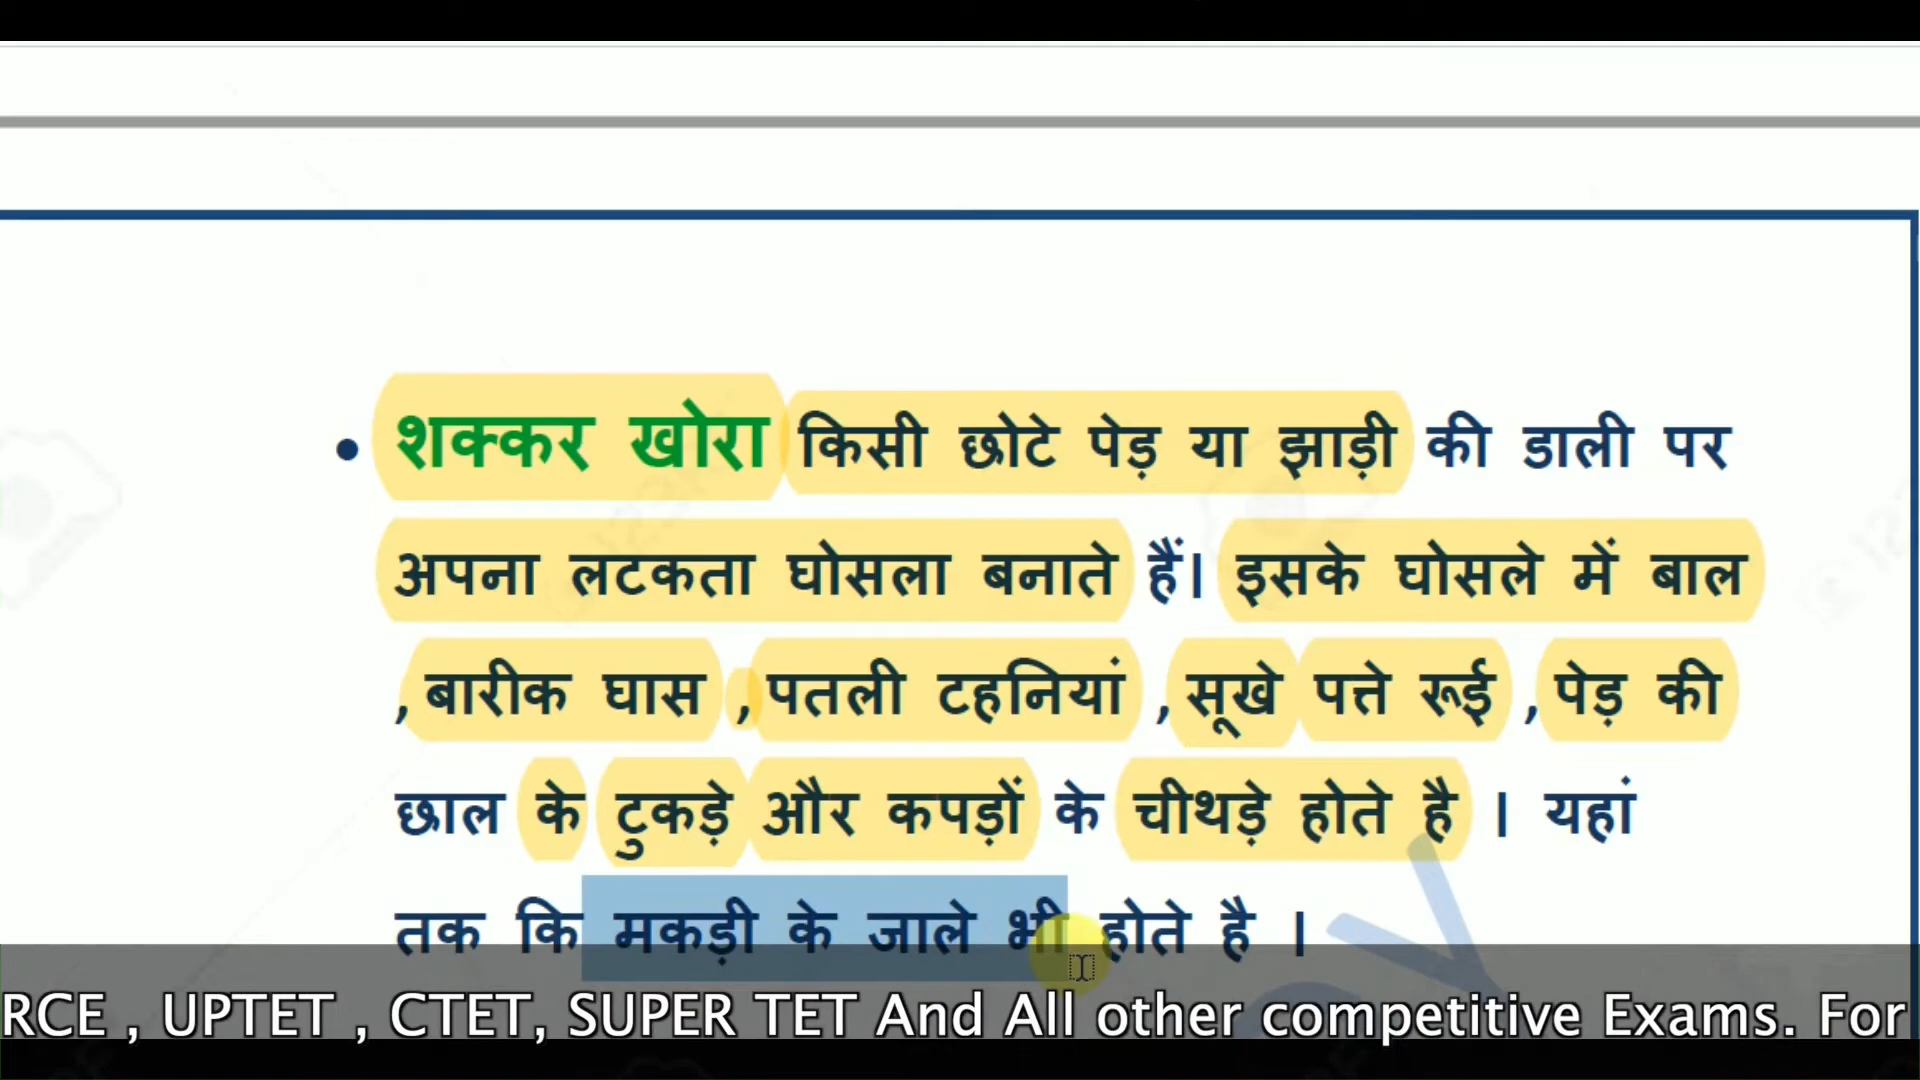 • शक्कर खोरा किसी छोटे पेड़ या झाड़ी की डाली पर
अपना लटकता घोसला बनाते हैं। इसके घोसले में बाल
, बारीक घास , पतली टहनियां , सूखे पत्ते रूई , पेड़ की
छाल के टुकड़े और कपड़ों के चीथड़े होते है । यहां
तक कि मकड़ी के जाले भी होते है ।
RCE , UPTET , CTET, SUPER TET And All other competitive Exams. For